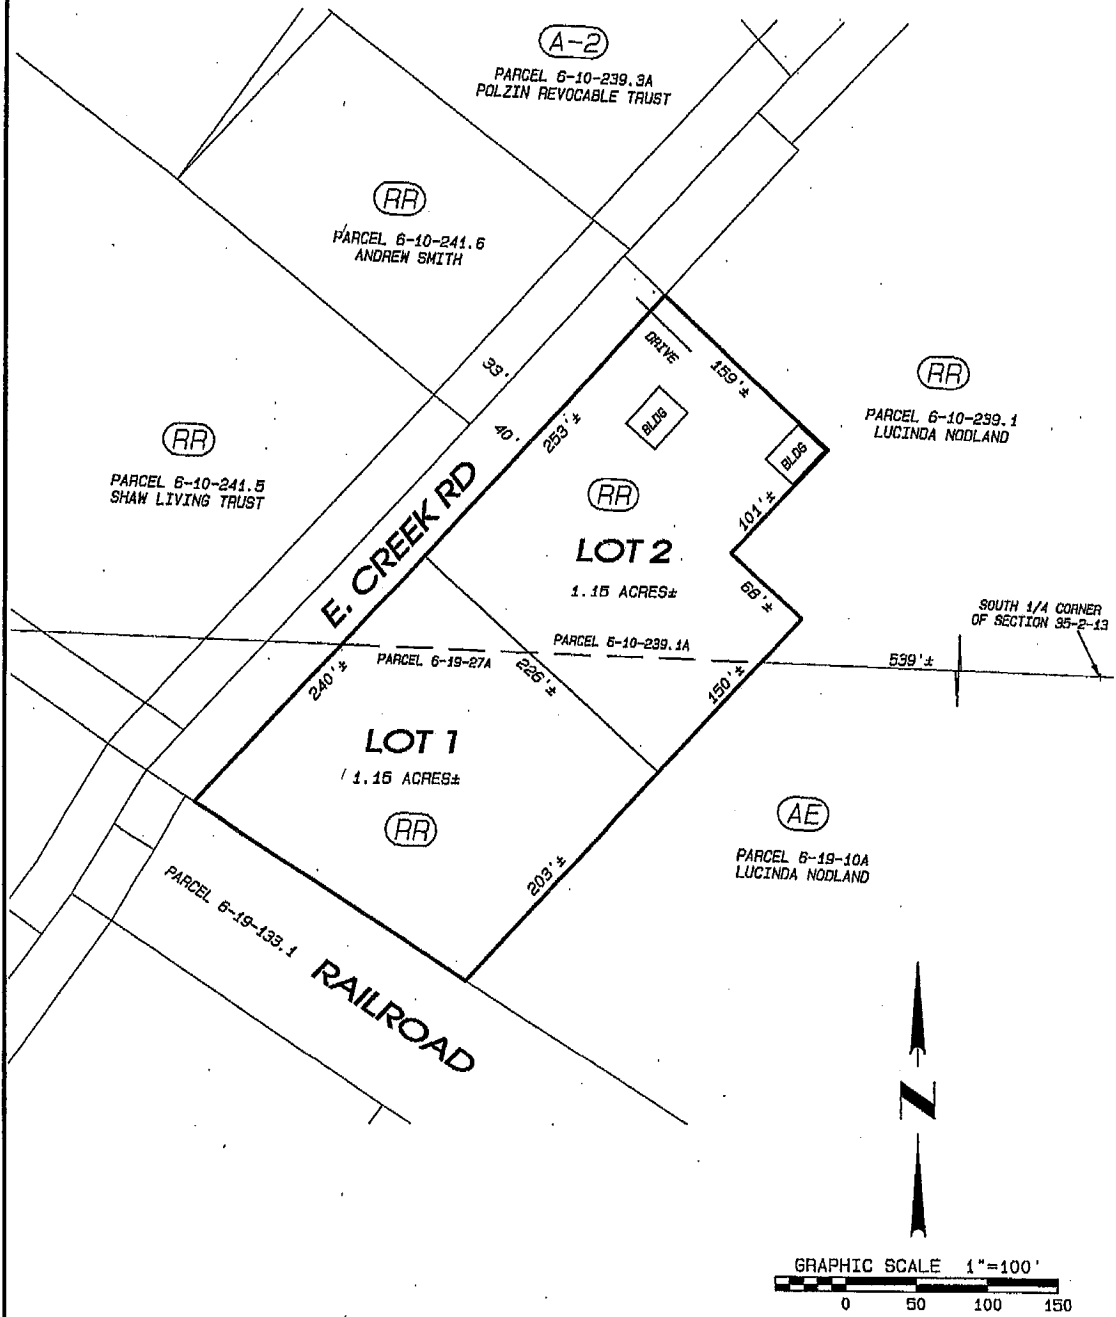 A-2
PARCEL 6-10-239.3A
POLZIN REVOCABLE TRUST
RR
PARCEL 6-10-241.6
ANDREW SMITH
RR
PARCEL 6-10-241.5
SHAW LIVING TRUST
33'
40'
E. CREEK RD
253'±
DRIVE
159'±
BLDG
BLDG
RR
PARCEL 6-10-239.1
LUCINDA NODLAND
RR
LOT 2
1.15 ACRES±
101'±
68'±
SOUTH 1/4 CORNER
OF SECTION 35-2-13
PARCEL 6-10-239.1A
PARCEL 6-19-27A
539'±
240'±
226'±
150'±
LOT 1
1.15 ACRES±
RR
203'±
AE
PARCEL 6-19-10A
LUCINDA NODLAND
PARCEL 6-19-133.1
RAILROAD
N
GRAPHIC SCALE 1"=100'
0 50 100 150